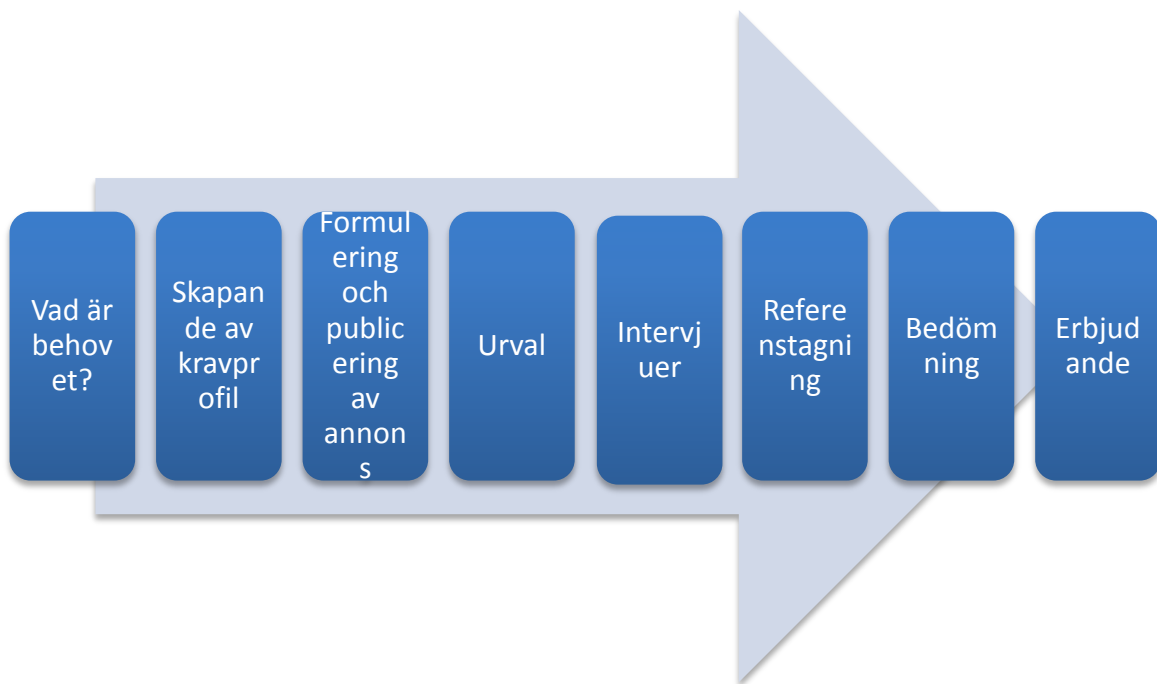 Vad är
behov
et?
Skapan
de av
kravpr
ofil
Formul
ering
och
public
ering
av
annon
s
Urval
Intervj
uer
Refere
nstagni
ng
Bedöm
ning
Erbjud
ande